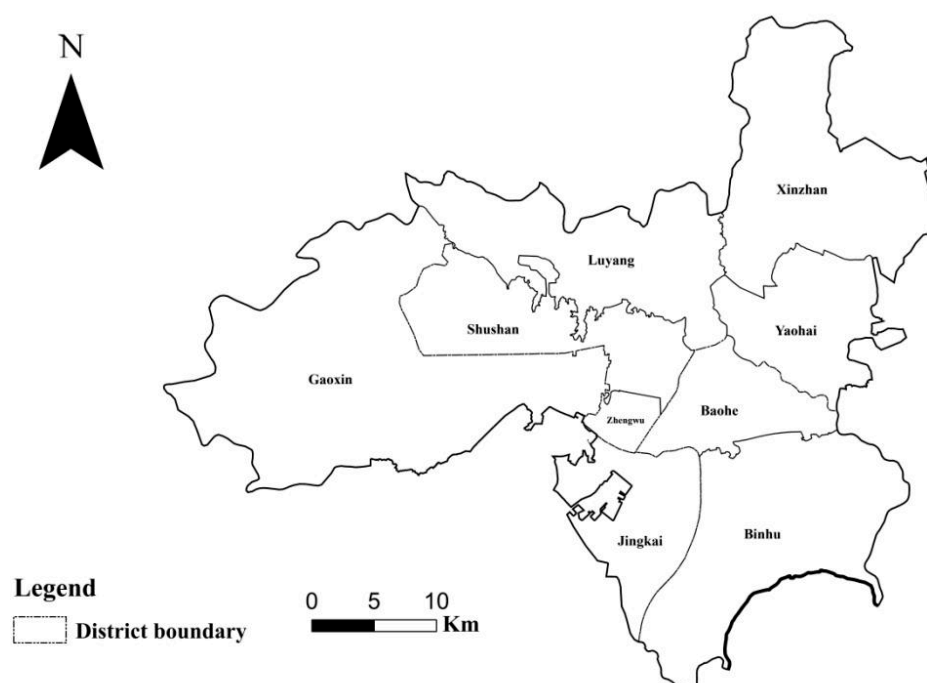 N
Xinzhan
Luyang
Shushan
Yaohai
Gaoxin
Zhengwu
Baohe
Jingkai
Binhu
Legend
District boundary
0 5 10
Km